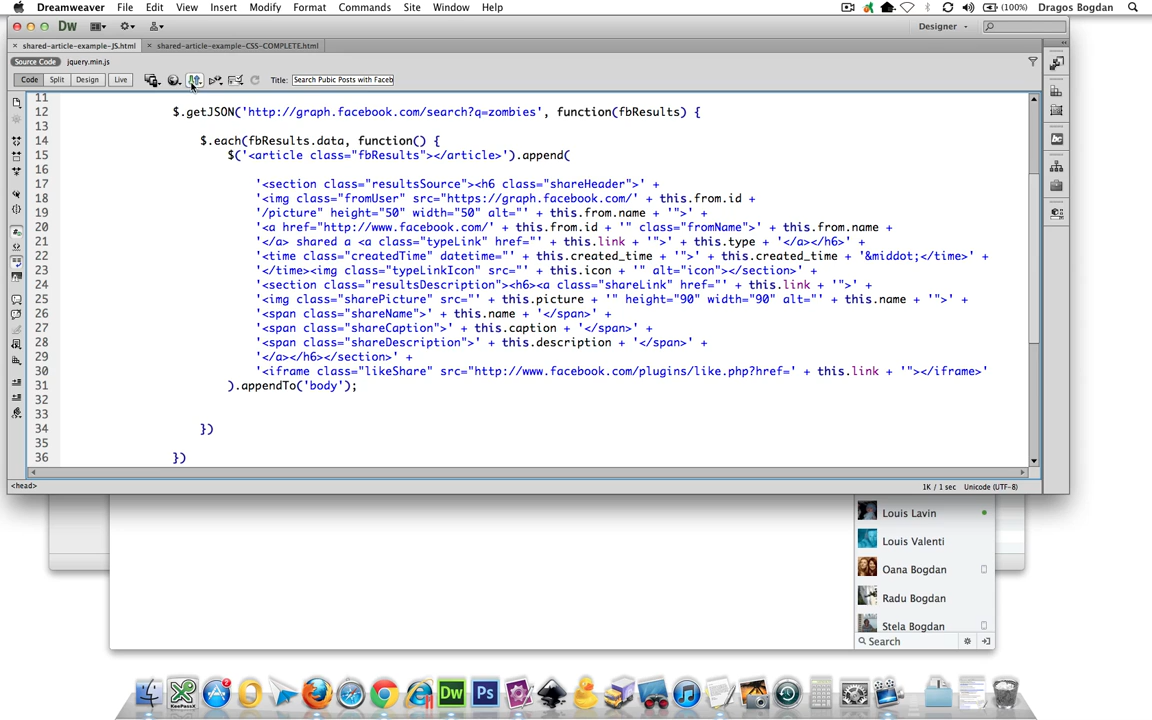 Dreamweaver File Edit View Insert Modify Format Commands Site Window Help (100%) Dragos Bogdan
Dw Designer
shared-article-example-JS.html shared-article-example-CSS-COMPLETE.html
Source Code jquery.min.js
Code Split Design Live Title: Search Pubic Posts with Faceb
11
12 $.getJSON('http://graph.facebook.com/search?q=zombies', function(fbResults) {
13
14 $.each(fbResults.data, function() {
15 $('<article class="fbResults"></article>').append(
16
17 '<section class="resultsSource"><h6 class="shareHeader">' +
18 '<img class="fromUser" src="https://graph.facebook.com/' + this.from.id +
19 '/picture" height="50" width="50" alt="' + this.from.name + '">' +
20 '<a href="http://www.facebook.com/' + this.from.id + '" class="fromName">' + this.from.name +
21 '</a> shared a <a class="typeLink" href="' + this.link + '">' + this.type + '</a></h6>' +
22 '<time class="createdTime" datetime="' + this.created_time + '">' + this.created_time + '&middot;</time>' +
23 '</time><img class="typeLinkIcon" src="' + this.icon + '" alt="icon"></section>' +
24 '<section class="resultsDescription"><h6><a class="shareLink" href="' + this.link + '">' +
25 '<img class="sharePicture" src="' + this.picture + '" height="90" width="90" alt="' + this.name + '">' +
26 '<span class="shareName">' + this.name + '</span>' +
27 '<span class="shareCaption">' + this.caption + '</span>' +
28 '<span class="shareDescription">' + this.description + '</span>' +
29 '</a></h6></section>' +
30 '<iframe class="likeShare" src="http://www.facebook.com/plugins/like.php?href=' + this.link + '"></iframe>'
31 ).appendTo('body');
32
33
34 })
35
36 })
<head> 1K / 1 sec Unicode (UTF-8)
Louis Lavin
Louis Valenti
Oana Bogdan
Radu Bogdan
Stela Bogdan
Search
KeePassX Dw Ps